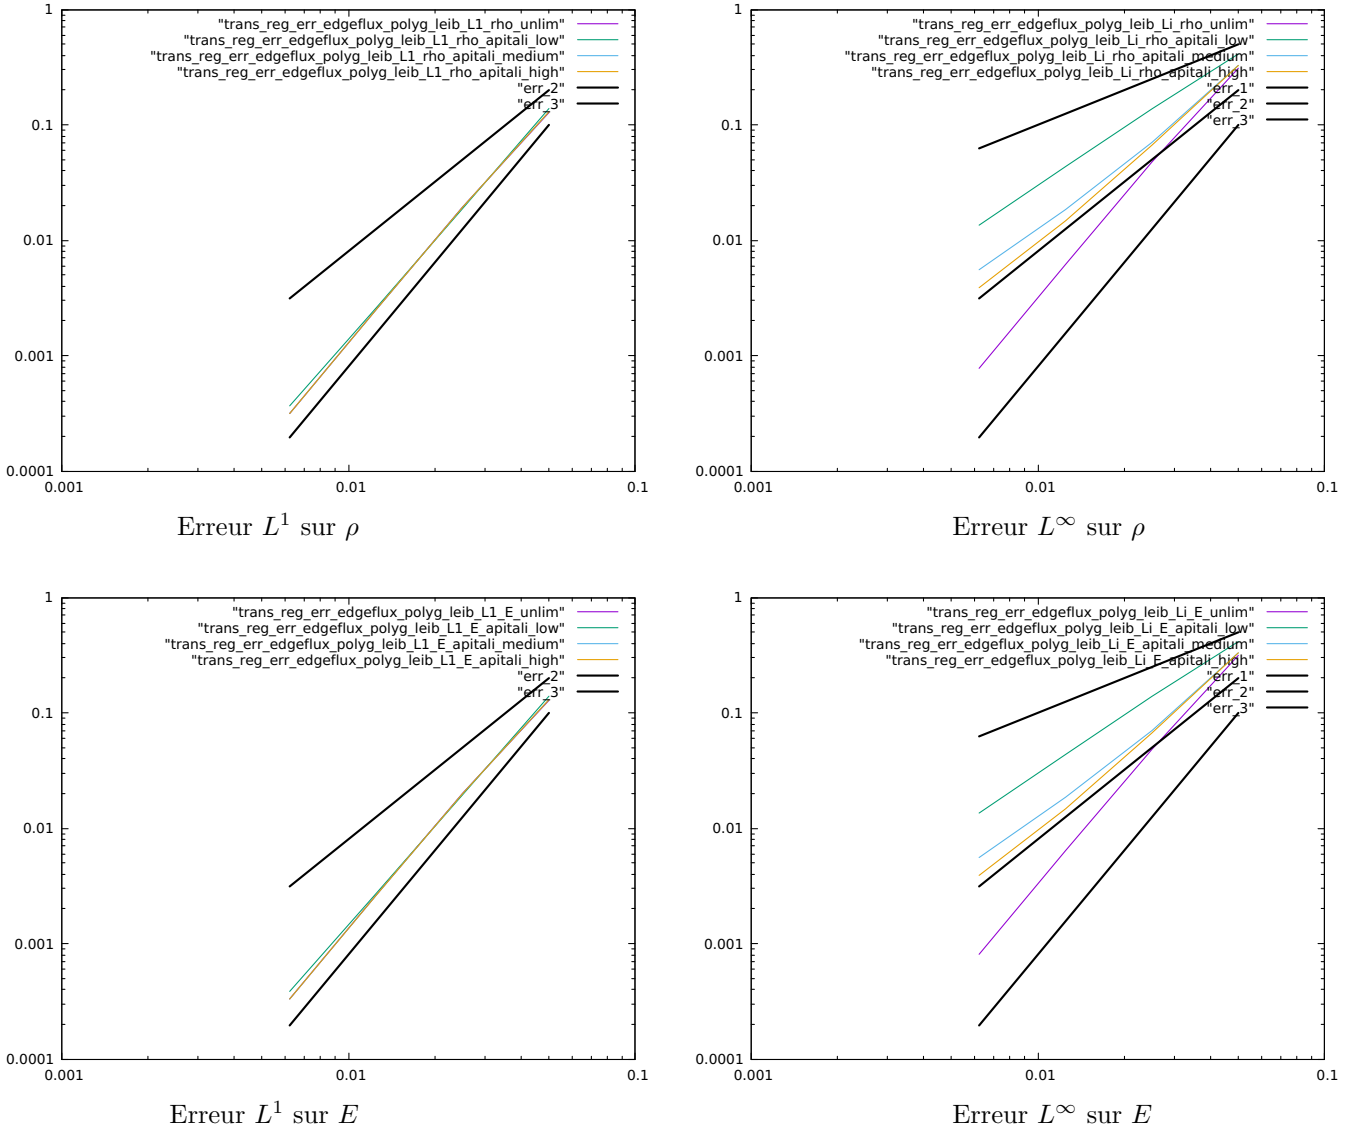 1
0.1
0.01
0.001
0.0001
0.001
0.01
0.1
"trans_reg_err_edgeflux_polyg_leib_L1_rho_unlim"
"trans_reg_err_edgeflux_polyg_leib_L1_rho_apitali_low"
"trans_reg_err_edgeflux_polyg_leib_L1_rho_apitali_medium"
"trans_reg_err_edgeflux_polyg_leib_L1_rho_apitali_high"
"err_2"
"err_3"
Erreur L^1 sur ρ
1
0.1
0.01
0.001
0.0001
0.001
0.01
0.1
"trans_reg_err_edgeflux_polyg_leib_Li_rho_unlim"
"trans_reg_err_edgeflux_polyg_leib_Li_rho_apitali_low"
"trans_reg_err_edgeflux_polyg_leib_Li_rho_apitali_medium"
"trans_reg_err_edgeflux_polyg_leib_Li_rho_apitali_high"
"err_1"
"err_2"
"err_3"
Erreur L^∞ sur ρ
1
0.1
0.01
0.001
0.0001
0.001
0.01
0.1
"trans_reg_err_edgeflux_polyg_leib_L1_E_unlim"
"trans_reg_err_edgeflux_polyg_leib_L1_E_apitali_low"
"trans_reg_err_edgeflux_polyg_leib_L1_E_apitali_medium"
"trans_reg_err_edgeflux_polyg_leib_L1_E_apitali_high"
"err_2"
"err_3"
Erreur L^1 sur E
1
0.1
0.01
0.001
0.0001
0.001
0.01
0.1
"trans_reg_err_edgeflux_polyg_leib_Li_E_unlim"
"trans_reg_err_edgeflux_polyg_leib_Li_E_apitali_low"
"trans_reg_err_edgeflux_polyg_leib_Li_E_apitali_medium"
"trans_reg_err_edgeflux_polyg_leib_Li_E_apitali_high"
"err_1"
"err_2"
"err_3"
Erreur L^∞ sur E